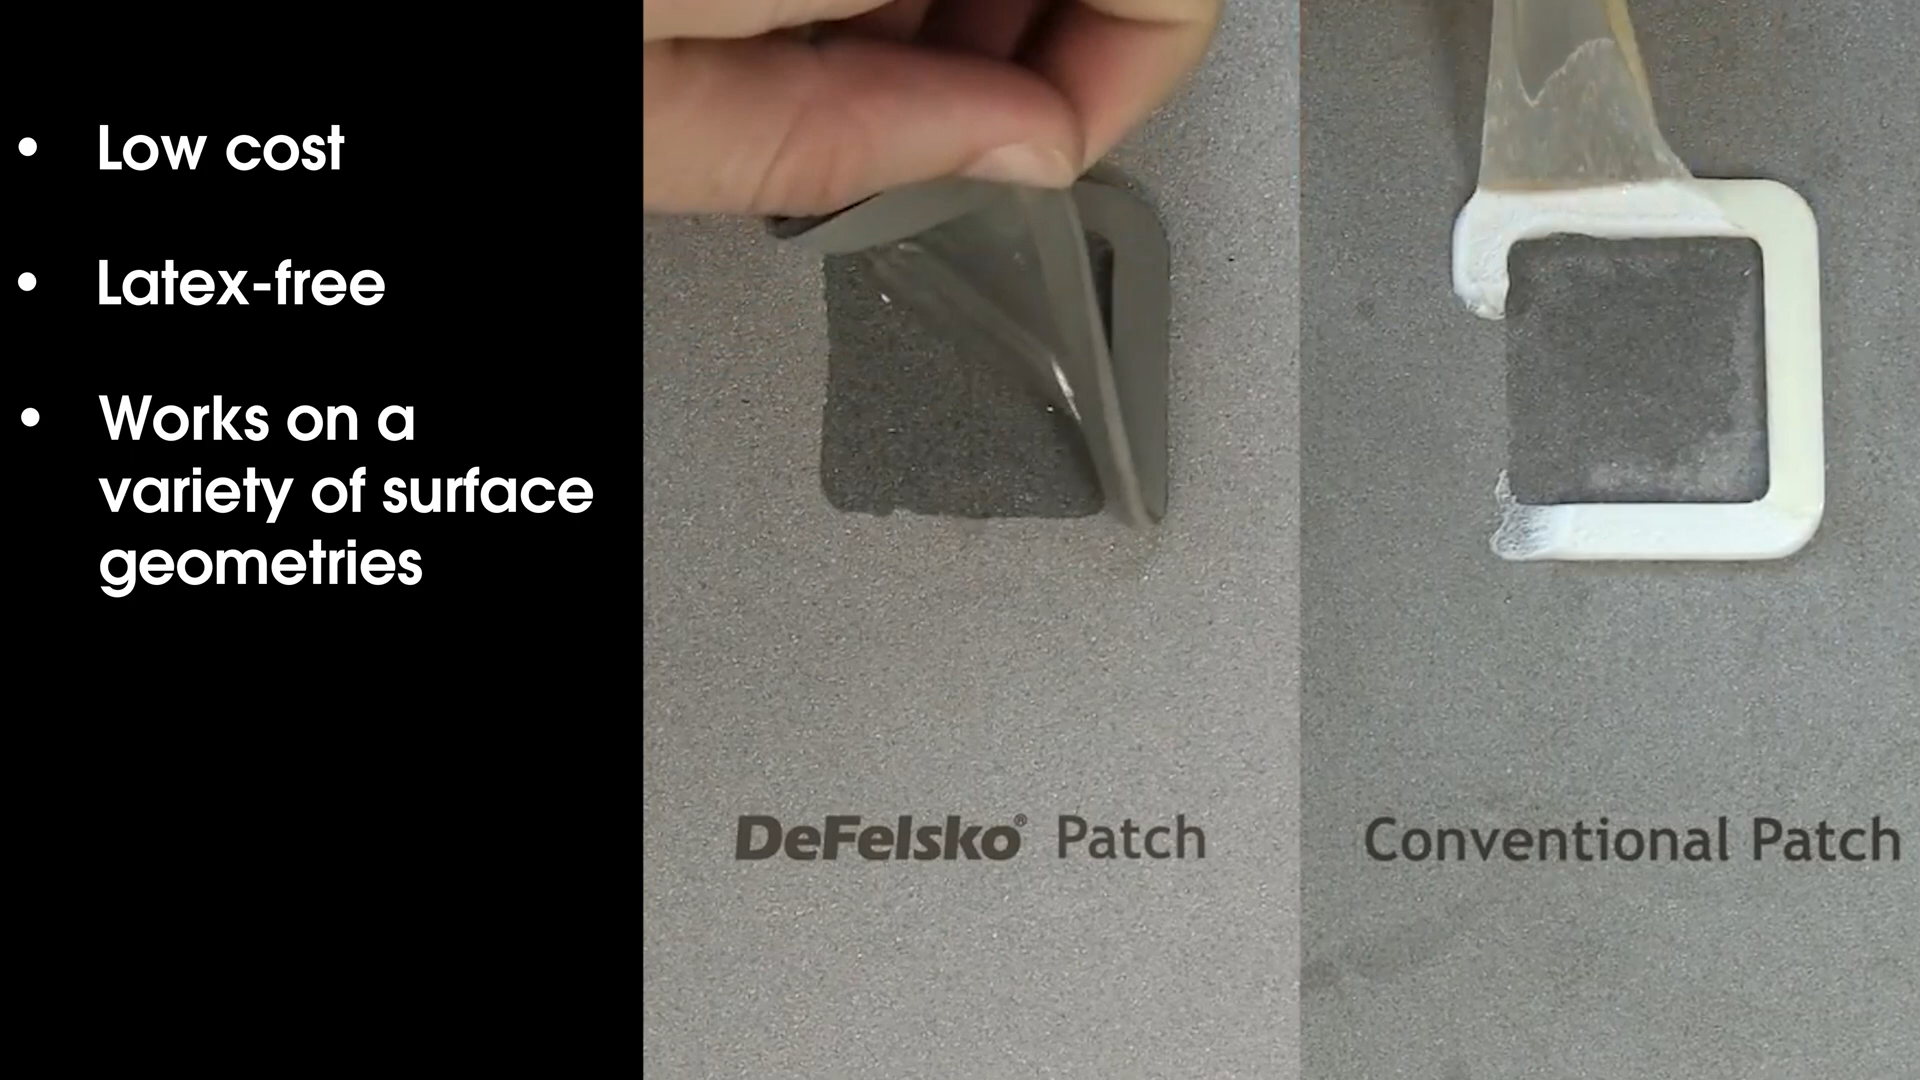 • Low cost
• Latex-free
• Works on a
variety of surface
geometries
DeFelsko® Patch
Conventional Patch